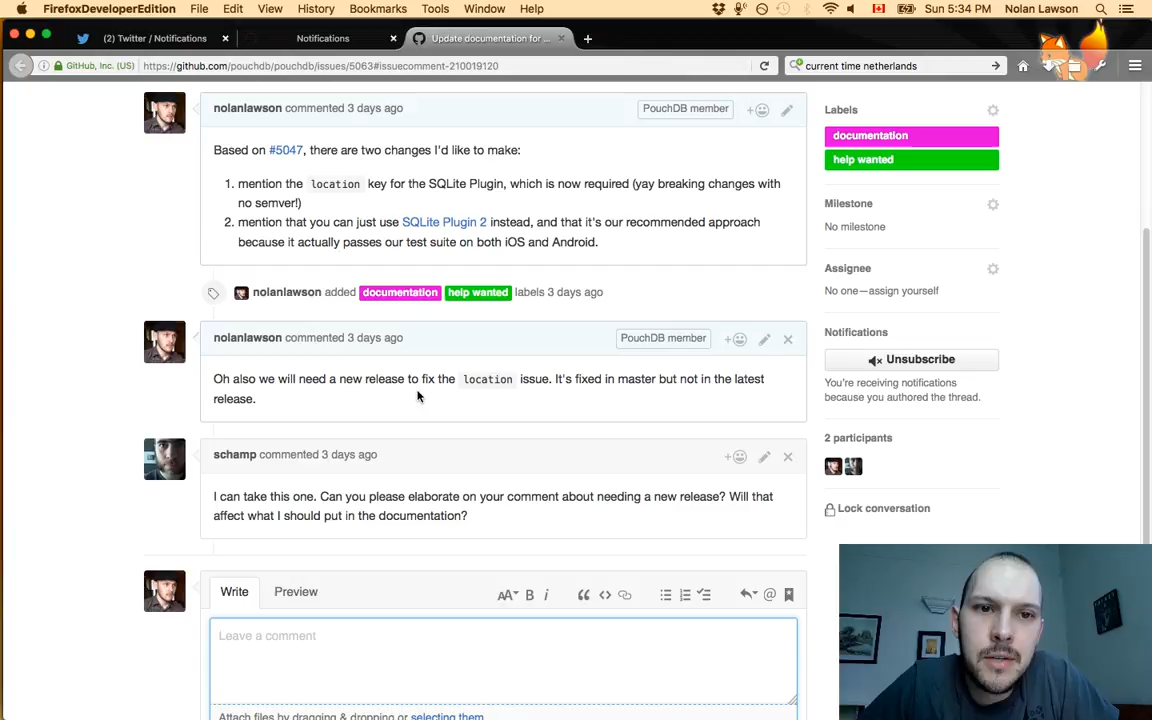 FirefoxDeveloperEdition File Edit View History Bookmarks Tools Window Help Sun 5:34 PM Nolan Lawson
(2) Twitter / Notifications Notifications Update documentation for ...
GitHub, Inc. (US) https://github.com/pouchdb/pouchdb/issues/5063#issuecomment-210019120 current time netherlands
nolanlawson commented 3 days ago PouchDB member
Based on #5047, there are two changes I'd like to make:
1. mention the location key for the SQLite Plugin, which is now required (yay breaking changes with
no semver!)
2. mention that you can just use SQLite Plugin 2 instead, and that it's our recommended approach
because it actually passes our test suite on both iOS and Android.
nolanlawson added documentation help wanted labels 3 days ago
nolanlawson commented 3 days ago PouchDB member
Oh also we will need a new release to fix the location issue. It's fixed in master but not in the latest
release.
schamp commented 3 days ago
I can take this one. Can you please elaborate on your comment about needing a new release? Will that
affect what I should put in the documentation?
Write Preview AA B i
Leave a comment
Attach files by dragging & dropping or selecting them.
Labels
documentation
help wanted
Milestone
No milestone
Assignee
No one—assign yourself
Notifications
Unsubscribe
You're receiving notifications
because you authored the thread.
2 participants
Lock conversation